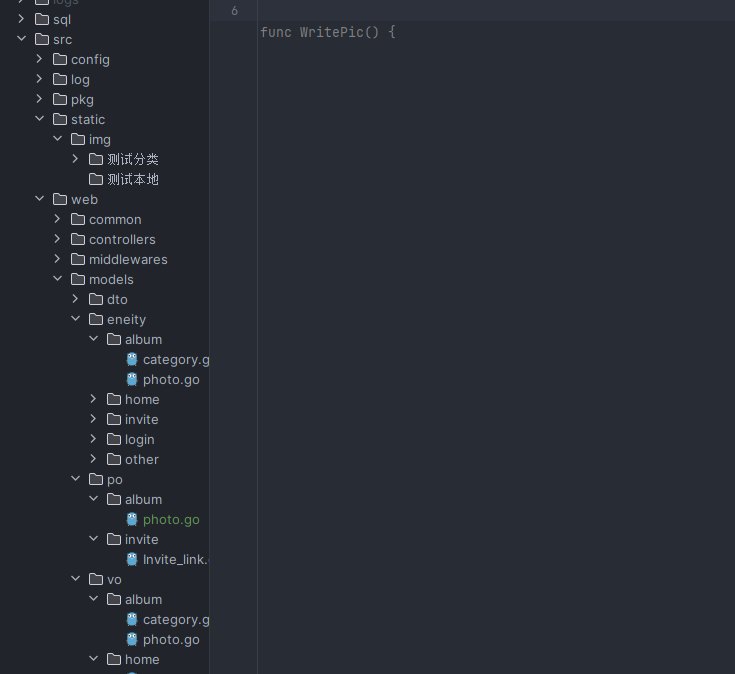 logs
sql
6
src
func WritePic() {
config
log
pkg
static
img
测试分类
测试本地
web
common
controllers
middlewares
models
dto
eneity
album
category.g
photo.go
home
invite
login
other
po
album
photo.go
invite
Invite_link.
vo
album
category.g
photo.go
home